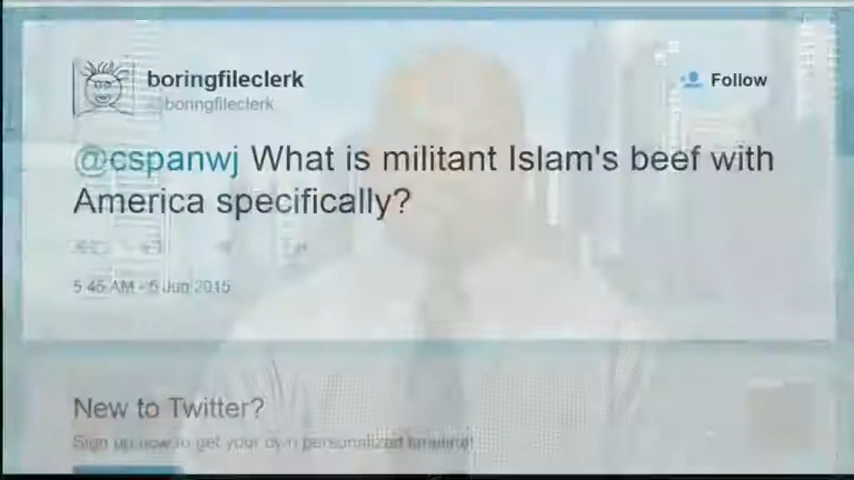 boringfileclerk
@boringfileclerk
Follow
@cspanwj What is militant Islam's beef with
America specifically?
5:45 AM - 5 Jun 2015
New to Twitter?
Sign up now to get your own personalized timeline!